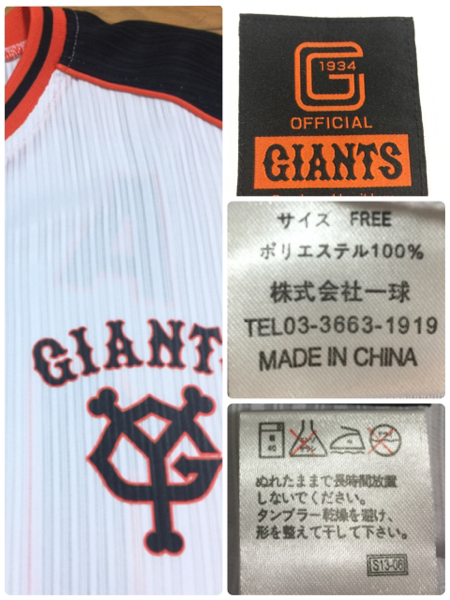 GIANTS
YG
1934
G
OFFICIAL
GIANTS
サイズ FREE
ポリエステル100%
株式会社一球
TEL03-3663-1919
MADE IN CHINA
40
ぬれたままで長時間放置
しないでください。
タンブラー乾燥を避け、
形を整えて干して下さい。
S13-08